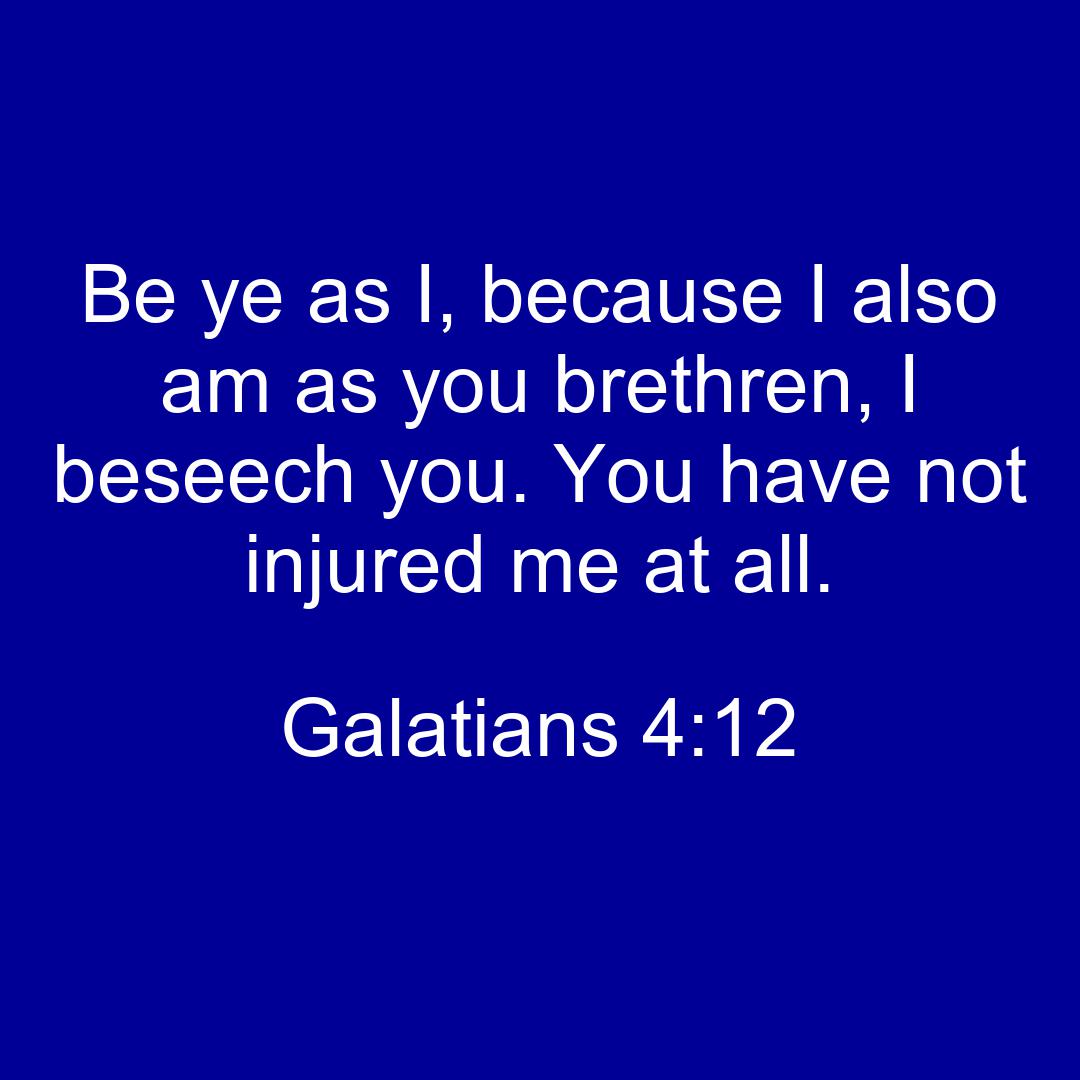 Be ye as I, because I also
am as you brethren, I
beseech you. You have not
injured me at all.
Galatians 4:12